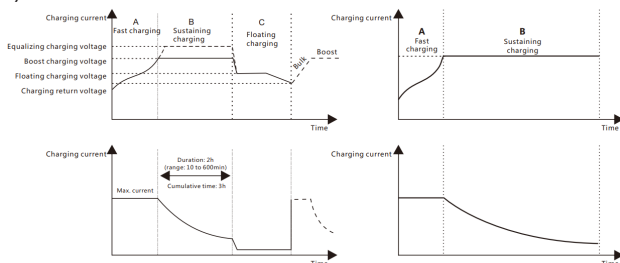 Charging current
A
Fast charging
B
Sustaining
charging
C
Floating
charging
Equalizing charging voltage
Boost charging voltage
Floating charging voltage
Charging return voltage
Bulk
Boost
Time
Charging current
A
Fast
charging
B
Sustaining
charging
Time
Charging current
Duration: 2h
(range: 10 to 600min)
Cumulative time: 3h
Max. current
Time
Charging current
Time